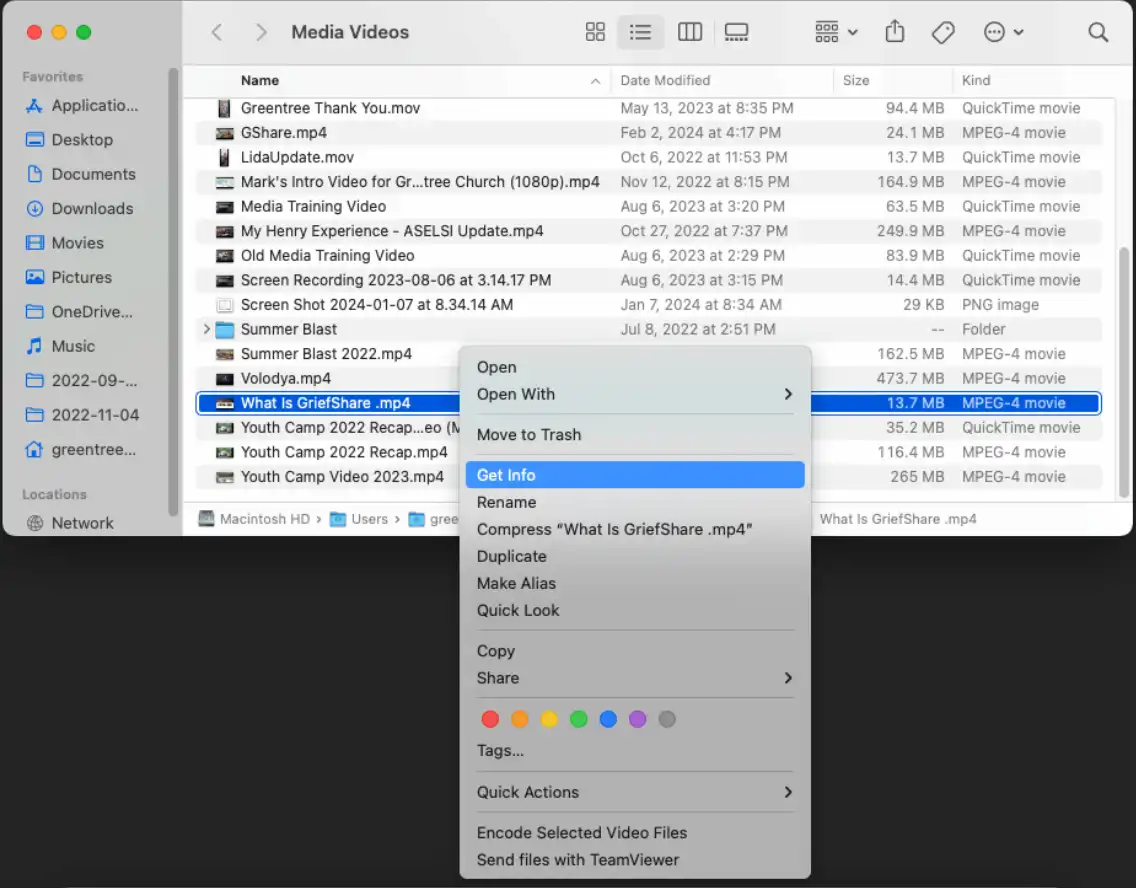 Media Videos
Favorites
Applicatio...
Desktop
Documents
Downloads
Movies
Pictures
OneDrive...
Music
2022-09-...
2022-11-04
greentree...
Locations
Network
Name Date Modified Size Kind
Greentree Thank You.mov May 13, 2023 at 8:35 PM 94.4 MB QuickTime movie
GShare.mp4 Feb 2, 2024 at 4:17 PM 24.1 MB MPEG-4 movie
LidaUpdate.mov Oct 6, 2022 at 11:53 PM 13.7 MB QuickTime movie
Mark's Intro Video for Gr...tree Church (1080p).mp4 Nov 12, 2022 at 8:15 PM 164.9 MB MPEG-4 movie
Media Training Video Aug 6, 2023 at 3:20 PM 63.5 MB QuickTime movie
My Henry Experience - ASELSI Update.mp4 Oct 27, 2022 at 7:37 PM 249.9 MB MPEG-4 movie
Old Media Training Video Aug 6, 2023 at 2:29 PM 83.9 MB QuickTime movie
Screen Recording 2023-08-06 at 3.14.17 PM Aug 6, 2023 at 3:15 PM 14.4 MB QuickTime movie
Screen Shot 2024-01-07 at 8.34.14 AM Jan 7, 2024 at 8:34 AM 29 KB PNG image
Summer Blast Jul 8, 2022 at 2:51 PM -- Folder
Summer Blast 2022.mp4 162.5 MB MPEG-4 movie
Volodya.mp4 473.7 MB MPEG-4 movie
What Is GriefShare .mp4 13.7 MB MPEG-4 movie
Youth Camp 2022 Recap...eo (M 35.2 MB QuickTime movie
Youth Camp 2022 Recap.mp4 116.4 MB MPEG-4 movie
Youth Camp Video 2023.mp4 265 MB MPEG-4 movie
Macintosh HD › Users › gree What Is GriefShare .mp4
Open
Open With
Move to Trash
Get Info
Rename
Compress “What Is GriefShare .mp4”
Duplicate
Make Alias
Quick Look
Copy
Share
Tags...
Quick Actions
Encode Selected Video Files
Send files with TeamViewer